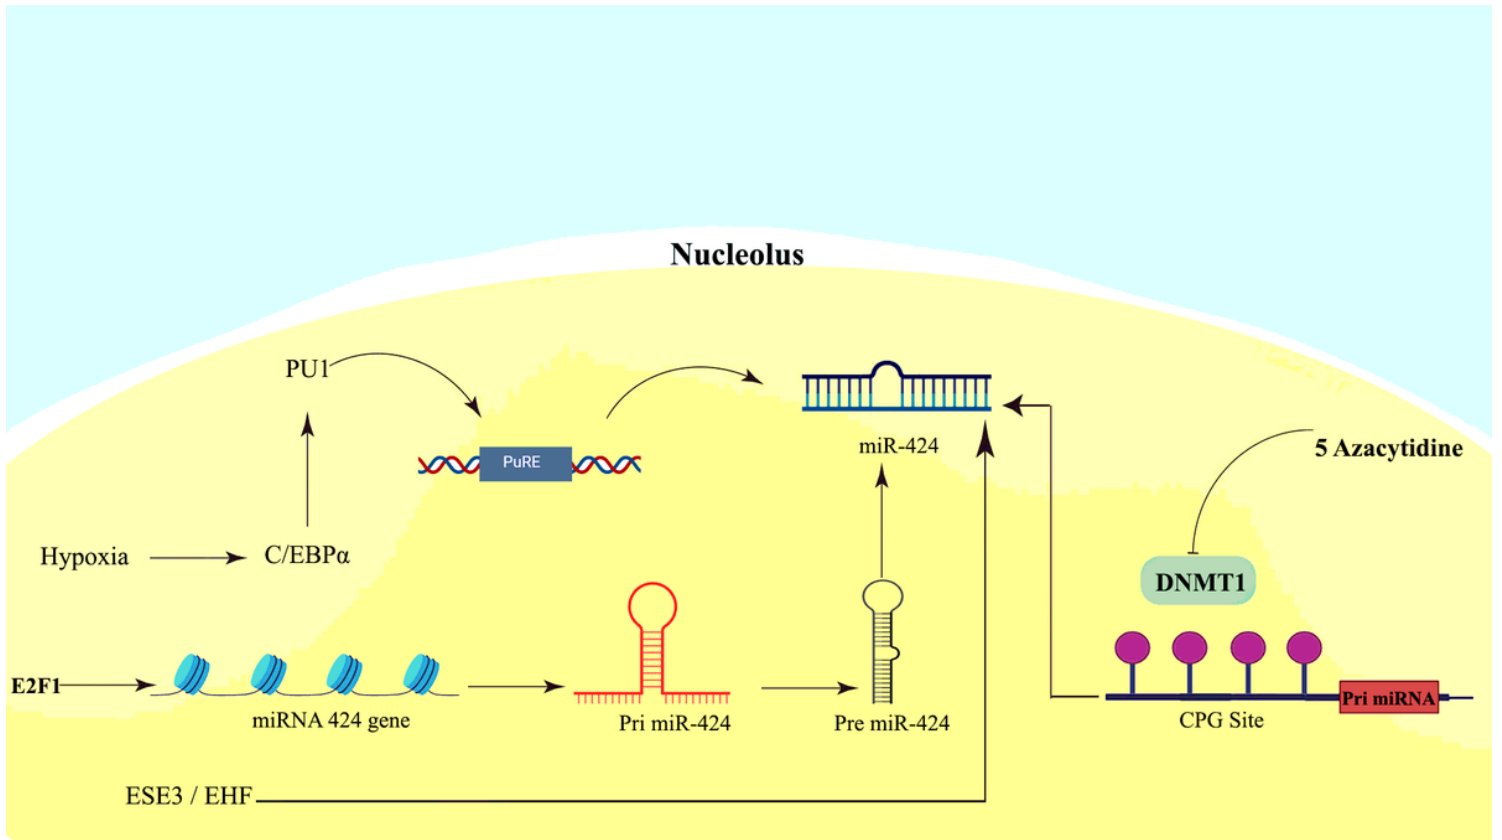 Nucleolus
PU1
PuRE
miR-424
5 Azacytidine
Hypoxia
C/EBPα
DNMT1
E2F1
miRNA 424 gene
Pri miR-424
Pre miR-424
Pri miRNA
CPG Site
ESE3 / EHF